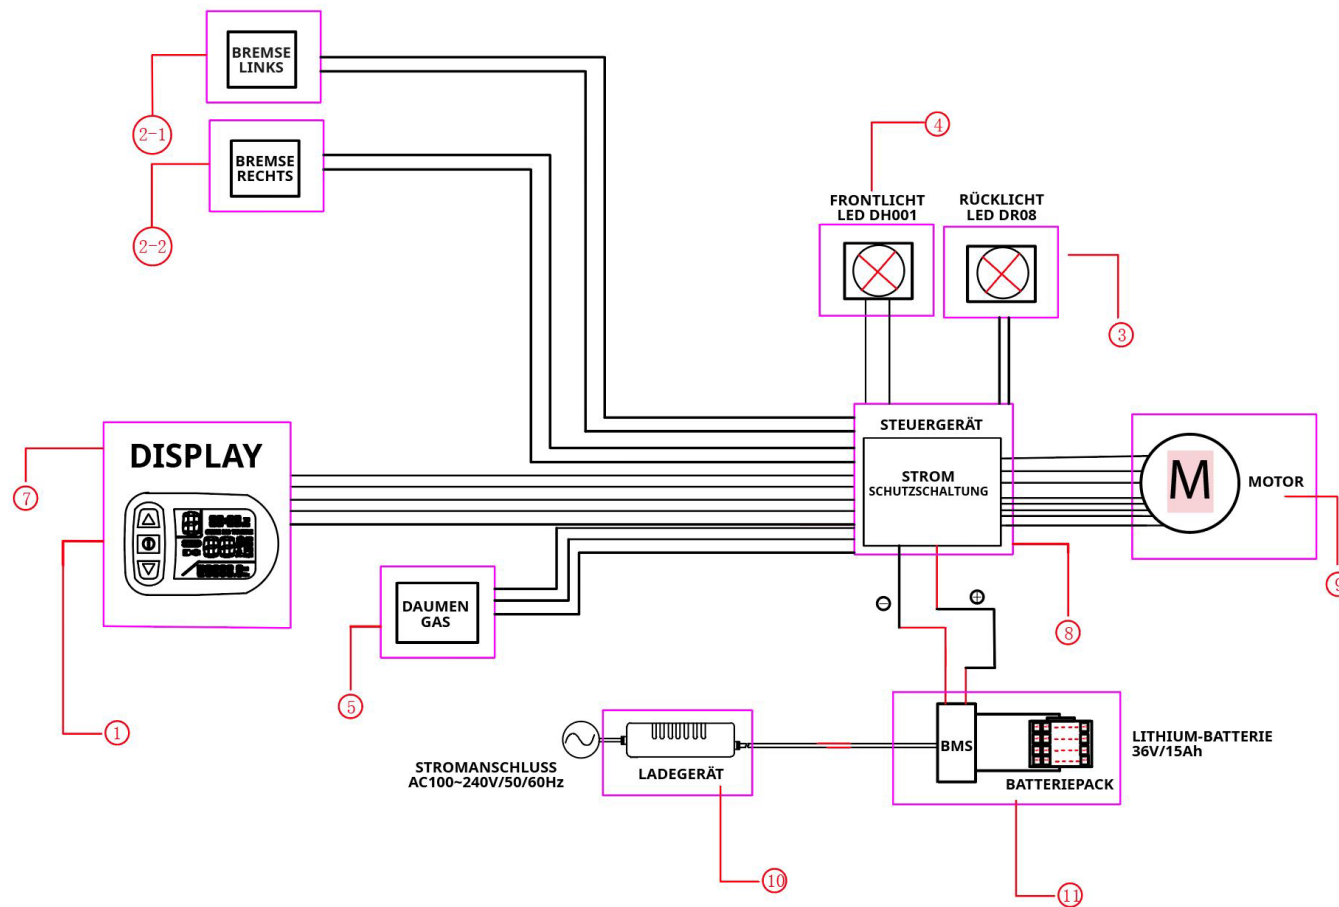 BREMSE
LINKS
2-1
BREMSE
RECHTS
2-2
4
FRONTLICHT
LED DH001
RÜCKLICHT
LED DR08
3
DISPLAY
7
STEUERGERÄT
STROM
SCHUTZSCHALTUNG
M
MOTOR
9
DAUMEN
GAS
5
8
1
STROMANSCHLUSS
AC100~240V/50/60Hz
LADEGERÄT
BMS
BATTERIEPACK
LITHIUM-BATTERIE
36V/15Ah
10
11